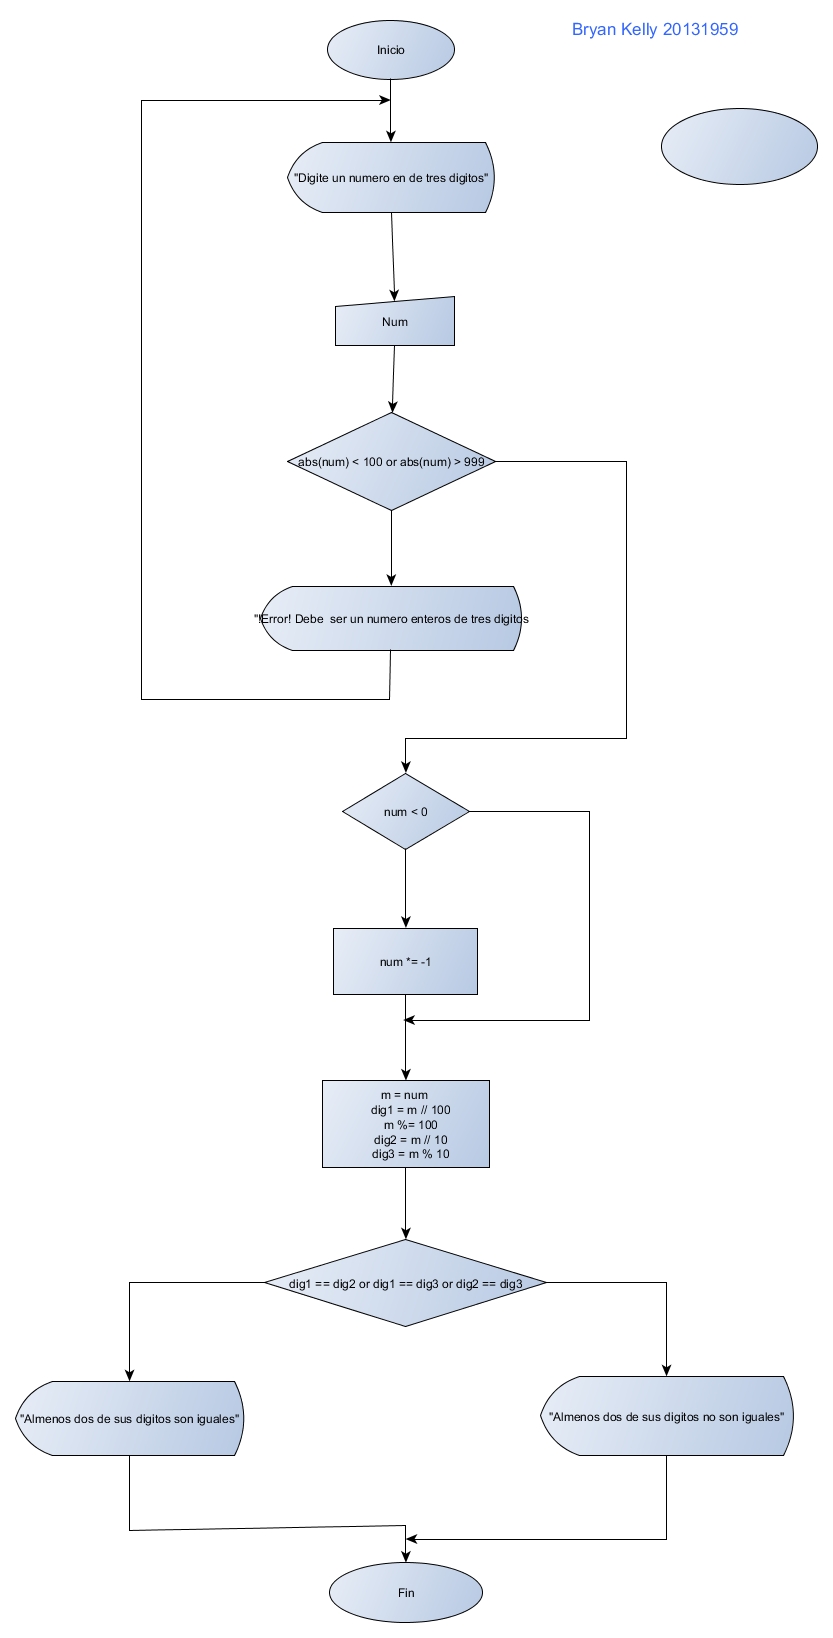 Bryan Kelly 20131959
Inicio
"Digite un numero en de tres digitos"
Num
abs(num) < 100 or abs(num) > 999
"!Error! Debe  ser un numero enteros de tres digitos
num < 0
num *= -1
m = num
dig1 = m // 100
m %= 100
dig2 = m // 10
dig3 = m % 10
dig1 == dig2 or dig1 == dig3 or dig2 == dig3
"Almenos dos de sus digitos son iguales"
"Almenos dos de sus digitos no son iguales"
Fin